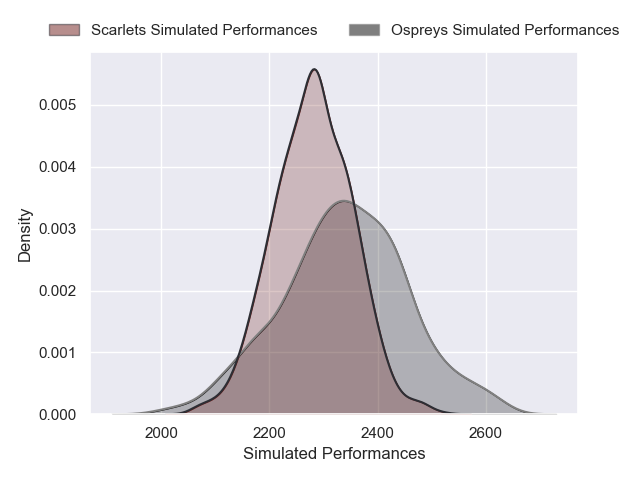 Scarlets Simulated Performances Ospreys Simulated Performances
0.005
0.004
0.003
0.002
0.001
0.000
Density
2000 2200 2400 2600
Simulated Performances